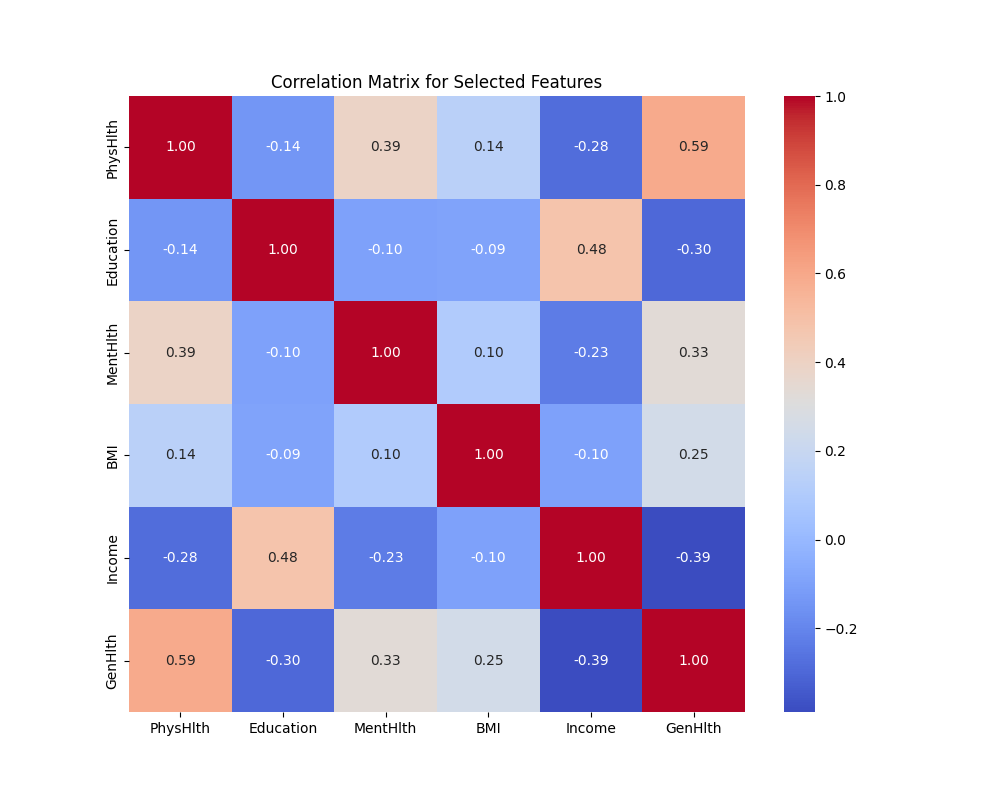 Correlation Matrix for Selected Features
PhysHlth 1.00 -0.14 0.39 0.14 -0.28 0.59
Education -0.14 1.00 -0.10 -0.09 0.48 -0.30
MentHlth 0.39 -0.10 1.00 0.10 -0.23 0.33
BMI 0.14 -0.09 0.10 1.00 -0.10 0.25
Income -0.28 0.48 -0.23 -0.10 1.00 -0.39
GenHlth 0.59 -0.30 0.33 0.25 -0.39 1.00
PhysHlth Education MentHlth BMI Income GenHlth
1.0
0.8
0.6
0.4
0.2
0.0
−0.2